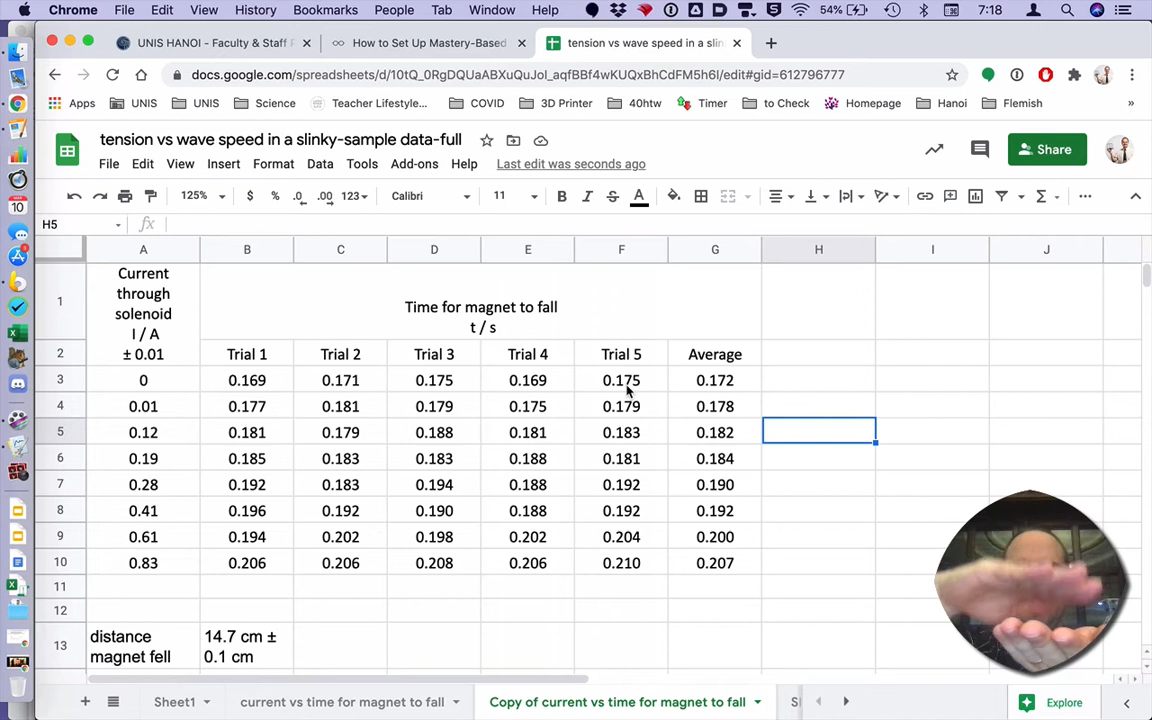 Chrome File Edit View History Bookmarks People Tab Window Help 54% 7:18
UNIS HANOI - Faculty & Staff P How to Set Up Mastery-Based tension vs wave speed in a slin
docs.google.com/spreadsheets/d/10tQ_0RgDQUaABXuQuJol_aqfBBf4wKUQxBhCdFM5h6I/edit#gid=612796777
Apps UNIS UNIS Science Teacher Lifestyle... COVID 3D Printer 40htw Timer to Check Homepage Hanoi Flemish »
tension vs wave speed in a slinky-sample data-full
File Edit View Insert Format Data Tools Add-ons Help Last edit was seconds ago
Share
125% $ % .0 .00 123 Calibri 11 B I S A
H5 fx
A B C D E F G H I J
1 Current
through
solenoid
I / A
± 0.01
Time for magnet to fall
t / s
2 Trial 1 Trial 2 Trial 3 Trial 4 Trial 5 Average
3 0 0.169 0.171 0.175 0.169 0.175 0.172
4 0.01 0.177 0.181 0.179 0.175 0.179 0.178
5 0.12 0.181 0.179 0.188 0.181 0.183 0.182
6 0.19 0.185 0.183 0.183 0.188 0.181 0.184
7 0.28 0.192 0.183 0.194 0.188 0.192 0.190
8 0.41 0.196 0.192 0.190 0.188 0.192 0.192
9 0.61 0.194 0.202 0.198 0.202 0.204 0.200
10 0.83 0.206 0.206 0.208 0.206 0.210 0.207
11
12
13 distance
magnet fell
14.7 cm ±
0.1 cm
Sheet1 current vs time for magnet to fall Copy of current vs time for magnet to fall Explore